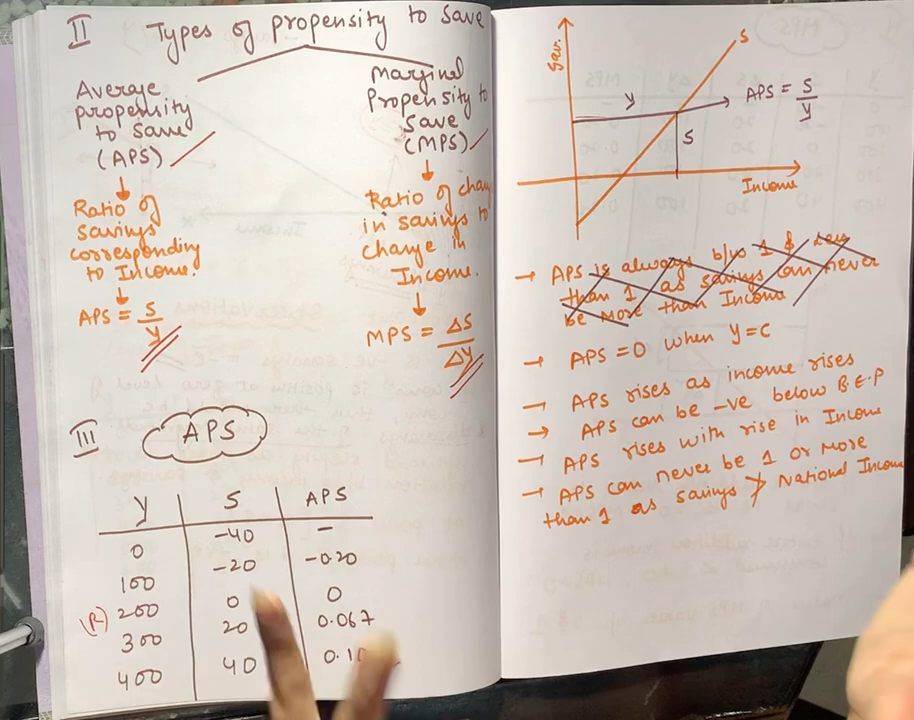 II Types of propensity to save
Average
propensity
to save
(APS)
Ratio of
savings
corresponding
to Income.
APS = S/Y
Marginal
Propensity to
save
(MPS)
Ratio of chan
in savings to
change in
Income.
MPS = ΔS/ΔY
III APS
Y S APS
0 -40 -
100 -20 -0.20
(R) 200 0 0
300 20 0.067
400 40 0.10
Sav.
S
Y
APS = S/Y
S
Income
→ APS is always b/w 1 & less
than 1 as savings can never
be more than Income
→ APS = 0 when Y=C
→ APS rises as income rises
→ APS can be -ve below B.E.P
→ APS rises with rise in Income
→ APS can never be 1 or more
than 1 as savings ≯ National Income